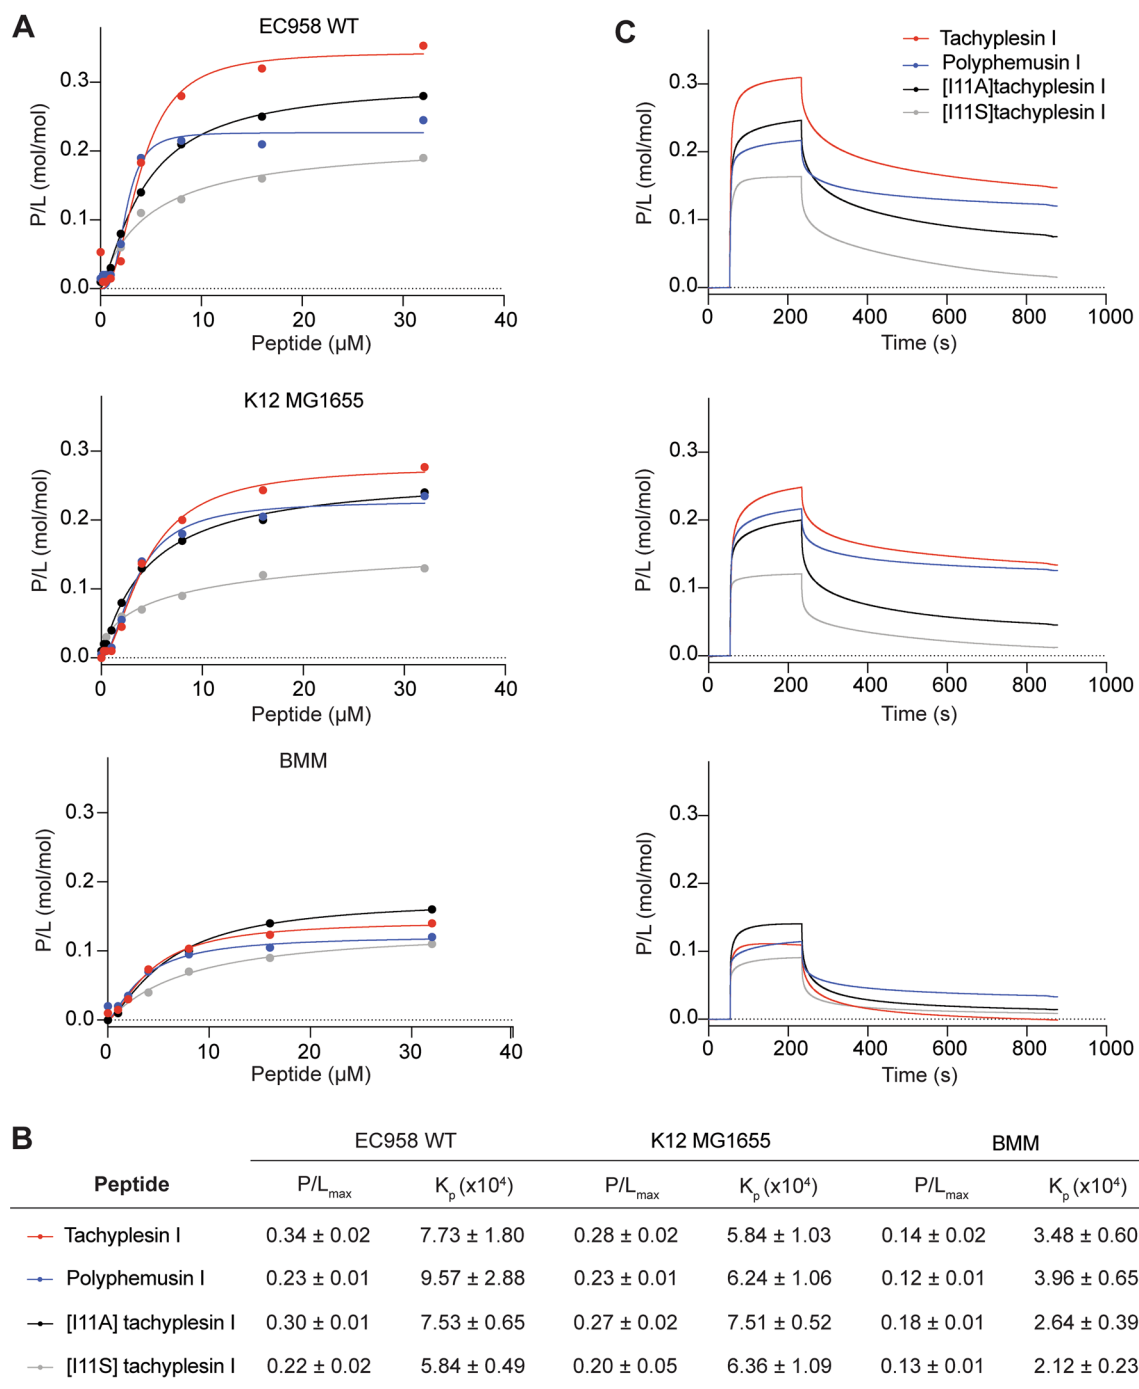 A
EC958 WT
0.3
0.2
0.1
0.0
P/L (mol/mol)
0 10 20 30 40
Peptide (µM)
K12 MG1655
0.3
0.2
0.1
0.0
P/L (mol/mol)
0 10 20 30 40
Peptide (µM)
BMM
0.3
0.2
0.1
0.0
P/L (mol/mol)
0 10 20 30 40
Peptide (µM)
C
Tachyplesin I
Polyphemusin I
[I11A]tachyplesin I
[I11S]tachyplesin I
0.3
0.2
0.1
0.0
P/L (mol/mol)
0 200 400 600 800 1000
Time (s)
0.3
0.2
0.1
0.0
P/L (mol/mol)
0 200 400 600 800 1000
Time (s)
0.3
0.2
0.1
0.0
P/L (mol/mol)
0 200 400 600 800 1000
Time (s)
B
EC958 WT K12 MG1655 BMM
Peptide P/Lmax Kp (x10⁴) P/Lmax Kp (x10⁴) P/Lmax Kp (x10⁴)
Tachyplesin I 0.34 ± 0.02 7.73 ± 1.80 0.28 ± 0.02 5.84 ± 1.03 0.14 ± 0.02 3.48 ± 0.60
Polyphemusin I 0.23 ± 0.01 9.57 ± 2.88 0.23 ± 0.01 6.24 ± 1.06 0.12 ± 0.01 3.96 ± 0.65
[I11A] tachyplesin I 0.30 ± 0.01 7.53 ± 0.65 0.27 ± 0.02 7.51 ± 0.52 0.18 ± 0.01 2.64 ± 0.39
[I11S] tachyplesin I 0.22 ± 0.02 5.84 ± 0.49 0.20 ± 0.05 6.36 ± 1.09 0.13 ± 0.01 2.12 ± 0.23